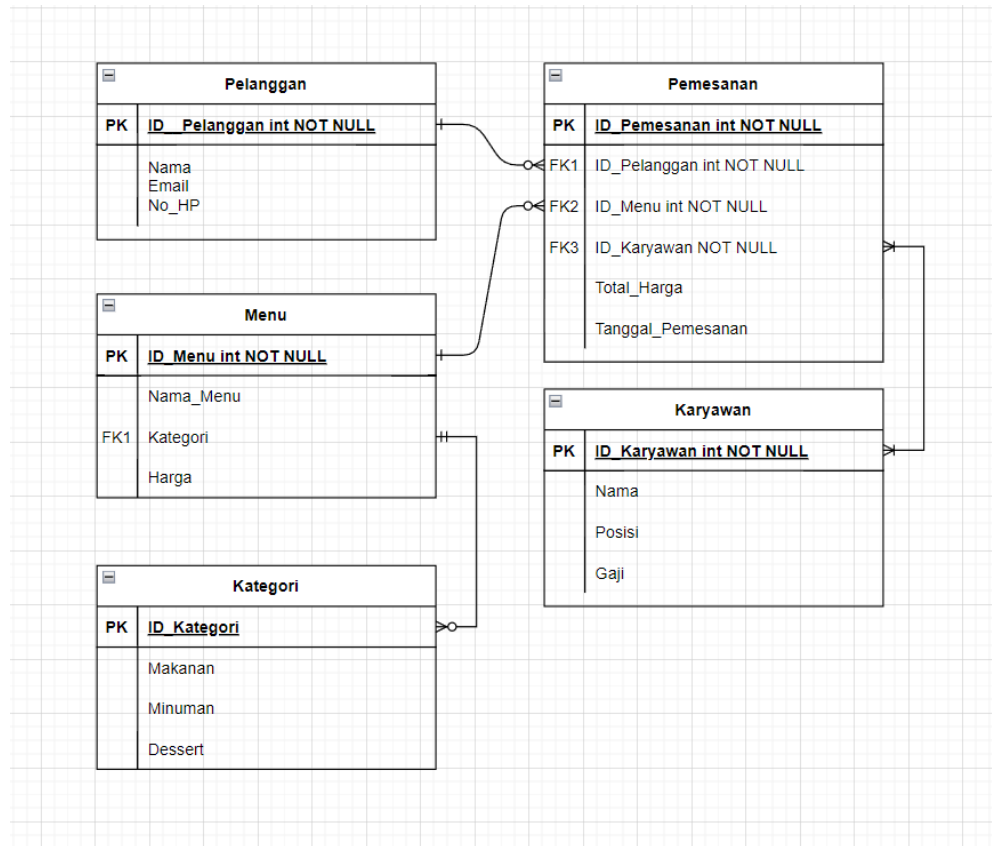 Pelanggan
PK ID__Pelanggan int NOT NULL
Nama
Email
No_HP
Menu
PK ID_Menu int NOT NULL
Nama_Menu
FK1 Kategori
Harga
Kategori
PK ID_Kategori
Makanan
Minuman
Dessert
Pemesanan
PK ID_Pemesanan int NOT NULL
FK1 ID_Pelanggan int NOT NULL
FK2 ID_Menu int NOT NULL
FK3 ID_Karyawan NOT NULL
Total_Harga
Tanggal_Pemesanan
Karyawan
PK ID_Karyawan int NOT NULL
Nama
Posisi
Gaji